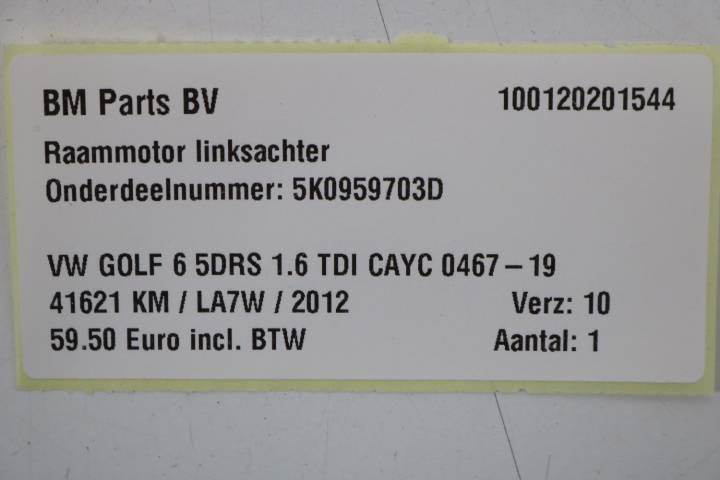 BM Parts BV 100120201544
Raammotor linksachter
Onderdeelnummer: 5K0959703D
VW GOLF 6 5DRS 1.6 TDI CAYC 0467 – 19
41621 KM / LA7W / 2012 Verz: 10
59.50 Euro incl. BTW Aantal: 1